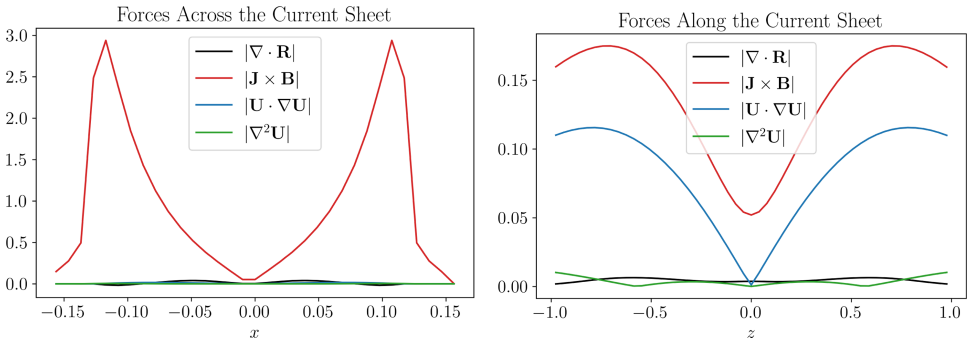 Forces Across the Current Sheet
3.0
2.5
2.0
1.5
1.0
0.5
0.0
−0.15
−0.10
−0.05
0.00
0.05
0.10
0.15
x
|∇ · R|
|J × B|
|U · ∇U|
|∇²U|
Forces Along the Current Sheet
0.15
0.10
0.05
0.00
−1.0
−0.5
0.0
0.5
1.0
z
|∇ · R|
|J × B|
|U · ∇U|
|∇²U|